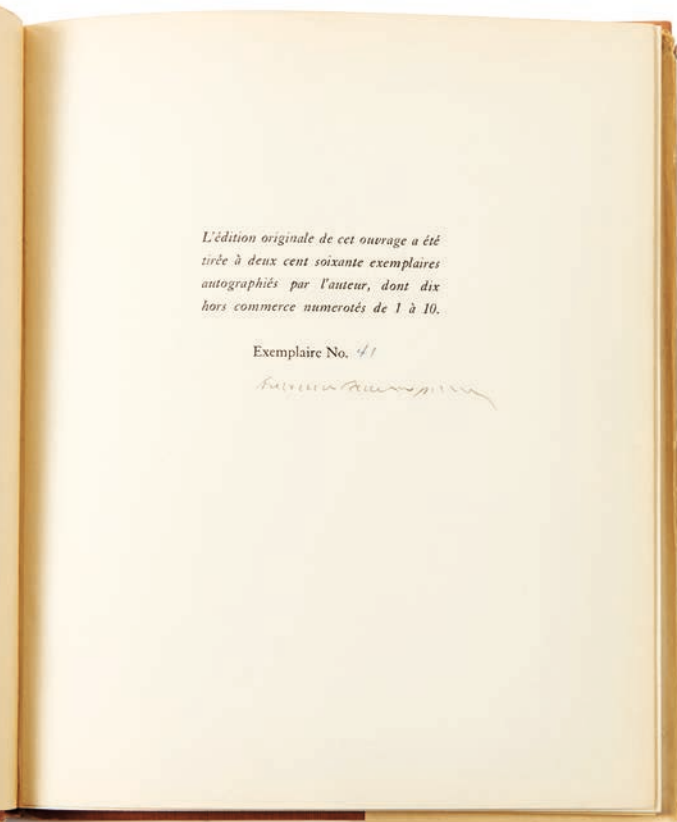 L'édition originale de cet ouvrage a été
tirée à deux cent soixante exemplaires
autographiés par l'auteur, dont dix
hors commerce numerotés de 1 à 10.
Exemplaire No. 41